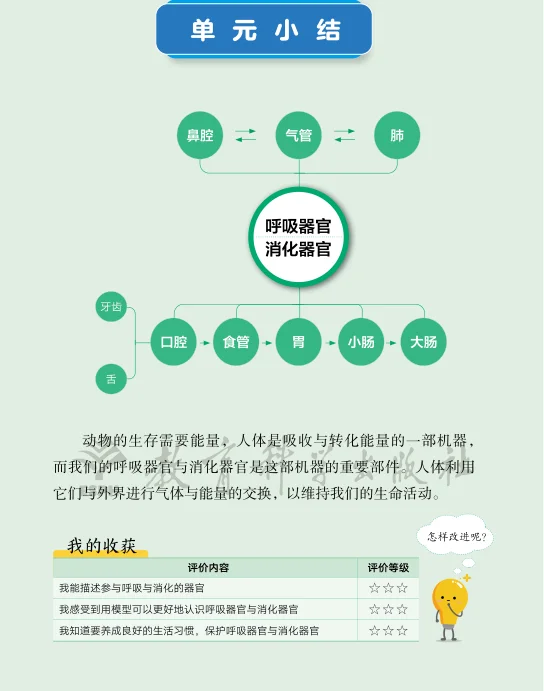 单元小结
鼻腔 气管 肺
呼吸器官
消化器官
牙齿
口腔 食管 胃 小肠 大肠
舌
动物的生存需要能量，人体是吸收与转化能量的一部机器，
而我们的呼吸器官与消化器官是这部机器的重要部件。人体利用
它们与外界进行气体与能量的交换，以维持我们的生命活动。
教育科学出版社
怎样改进呢？
我的收获
评价内容 评价等级
我能描述参与呼吸与消化的器官 ☆☆☆
我感受到用模型可以更好地认识呼吸器官与消化器官 ☆☆☆
我知道要养成良好的生活习惯，保护呼吸器官与消化器官 ☆☆☆